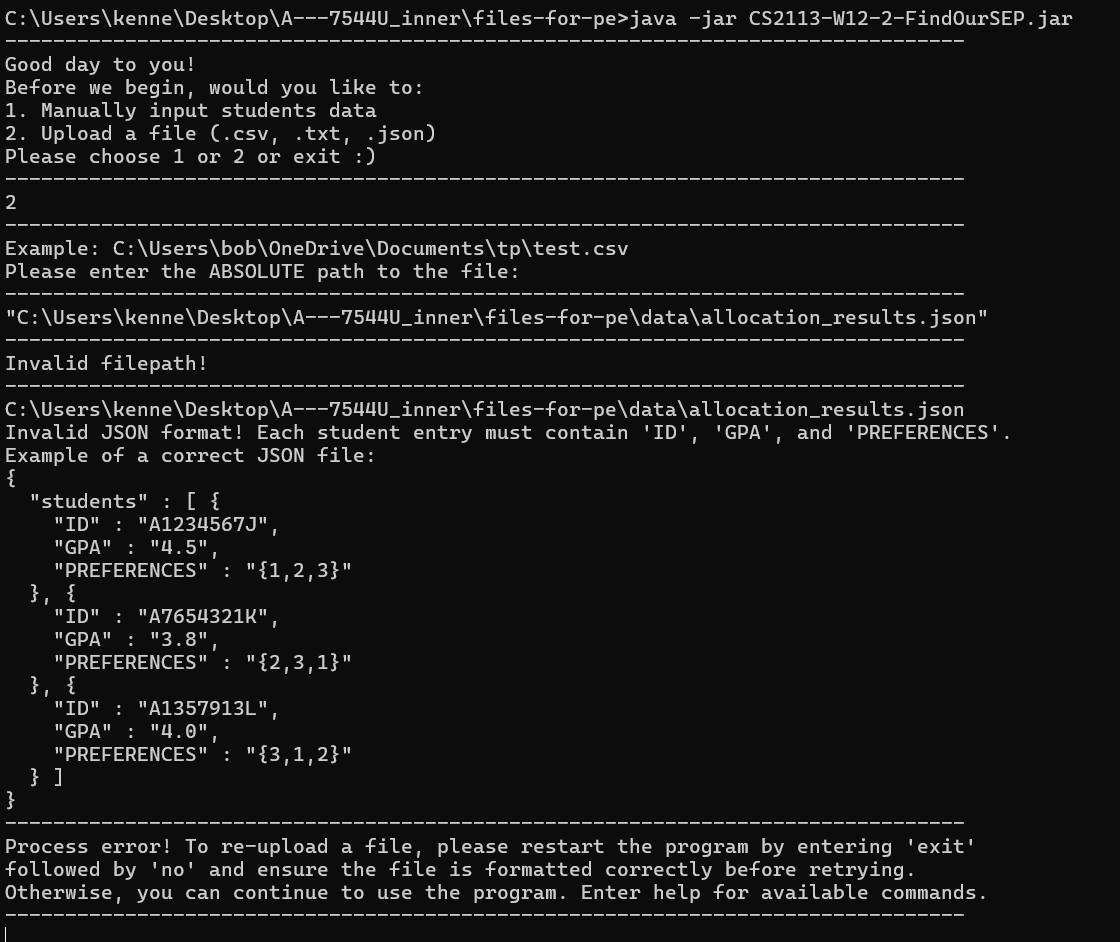 C:\Users\kenne\Desktop\A---7544U_inner\files-for-pe>java -jar CS2113-W12-2-FindOurSEP.jar
--------------------------------------------------------------------------------
Good day to you!
Before we begin, would you like to:
1. Manually input students data
2. Upload a file (.csv, .txt, .json)
Please choose 1 or 2 or exit :)
--------------------------------------------------------------------------------
2
--------------------------------------------------------------------------------
Example: C:\Users\bob\OneDrive\Documents\tp\test.csv
Please enter the ABSOLUTE path to the file:
--------------------------------------------------------------------------------
"C:\Users\kenne\Desktop\A---7544U_inner\files-for-pe\data\allocation_results.json"
--------------------------------------------------------------------------------
Invalid filepath!
--------------------------------------------------------------------------------
C:\Users\kenne\Desktop\A---7544U_inner\files-for-pe\data\allocation_results.json
Invalid JSON format! Each student entry must contain 'ID', 'GPA', and 'PREFERENCES'.
Example of a correct JSON file:
{
  "students" : [ {
    "ID" : "A1234567J",
    "GPA" : "4.5",
    "PREFERENCES" : "{1,2,3}"
  }, {
    "ID" : "A7654321K",
    "GPA" : "3.8",
    "PREFERENCES" : "{2,3,1}"
  }, {
    "ID" : "A1357913L",
    "GPA" : "4.0",
    "PREFERENCES" : "{3,1,2}"
  } ]
}
--------------------------------------------------------------------------------
Process error! To re-upload a file, please restart the program by entering 'exit'
followed by 'no' and ensure the file is formatted correctly before retrying.
Otherwise, you can continue to use the program. Enter help for available commands.
--------------------------------------------------------------------------------